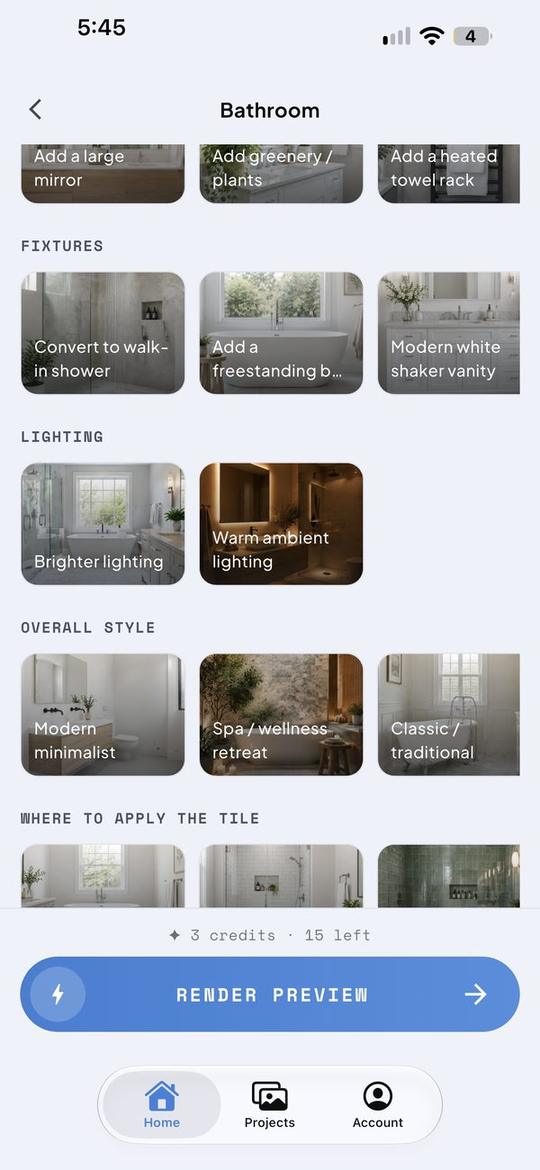 5:45
4
Bathroom
Add a large
mirror
Add greenery /
plants
Add a heated
towel rack
FIXTURES
Convert to walk-
in shower
Add a
freestanding b…
Modern white
shaker vanity
LIGHTING
Brighter lighting
Warm ambient
lighting
OVERALL STYLE
Modern
minimalist
Spa / wellness
retreat
Classic /
traditional
WHERE TO APPLY THE TILE
3 credits · 15 left
RENDER PREVIEW
Home
Projects
Account